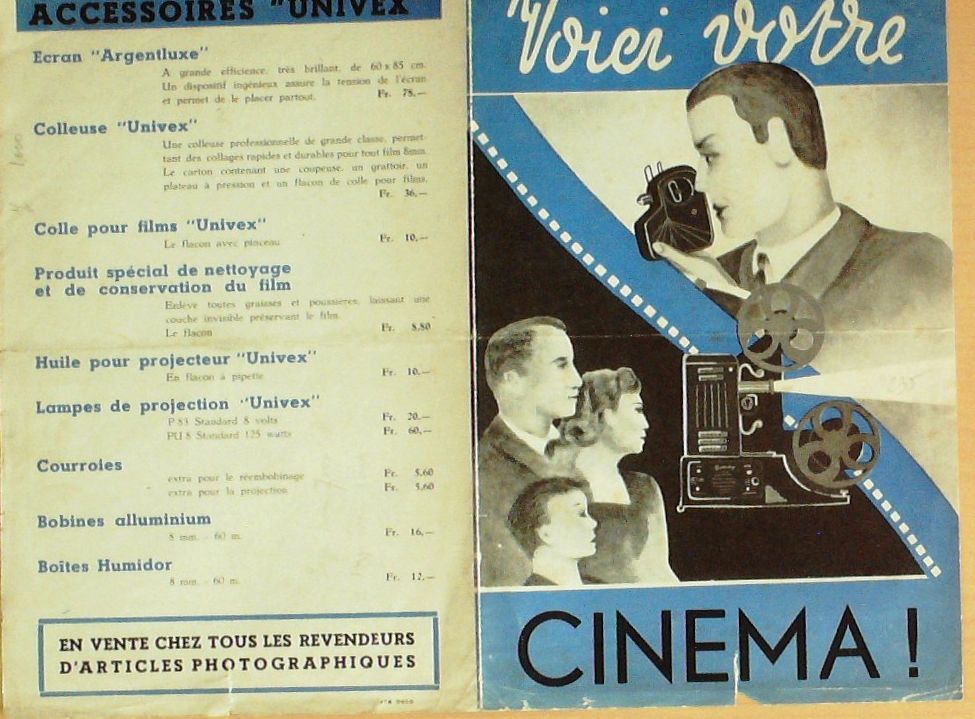 ACCESSOIRES "UNIVEX"
Ecran "Argentluxe"
A grande efficience, très brillant, de 60 x 85 cm.
Un dispositif ingénieux assure la tension de l'écran
et permet de le placer partout. Fr. 75,—
Colleuse "Univex"
Une colleuse professionnelle de grande classe, permet-
tant des collages rapides et durables pour tout film 8mm.
Le carton contenant une coupeuse, un grattoir, un
plateau à pression et un flacon de colle pour films,
Fr. 36,—
Colle pour films "Univex"
Le flacon avec pinceau Fr. 10,—
Produit spécial de nettoyage
et de conservation du film
Enlève toutes graisses et poussières, laissant une
couche invisible préservant le film.
Le flacon Fr. 8,80
Huile pour projecteur "Univex"
En flacon à pipette Fr. 10,—
Lampes de projection "Univex"
P 83 Standard 8 volts Fr. 20,—
PU 8 Standard 125 watts Fr. 60,—
Courroies
extra pour le réembobinage Fr. 5,60
extra pour la projection Fr. 5,60
Bobines alluminium
8 mm. - 60 m. Fr. 16,—
Boîtes Humidor
8 mm. - 60 m. Fr. 12,—
EN VENTE CHEZ TOUS LES REVENDEURS
D'ARTICLES PHOTOGRAPHIQUES
Voici votre
CINEMA !